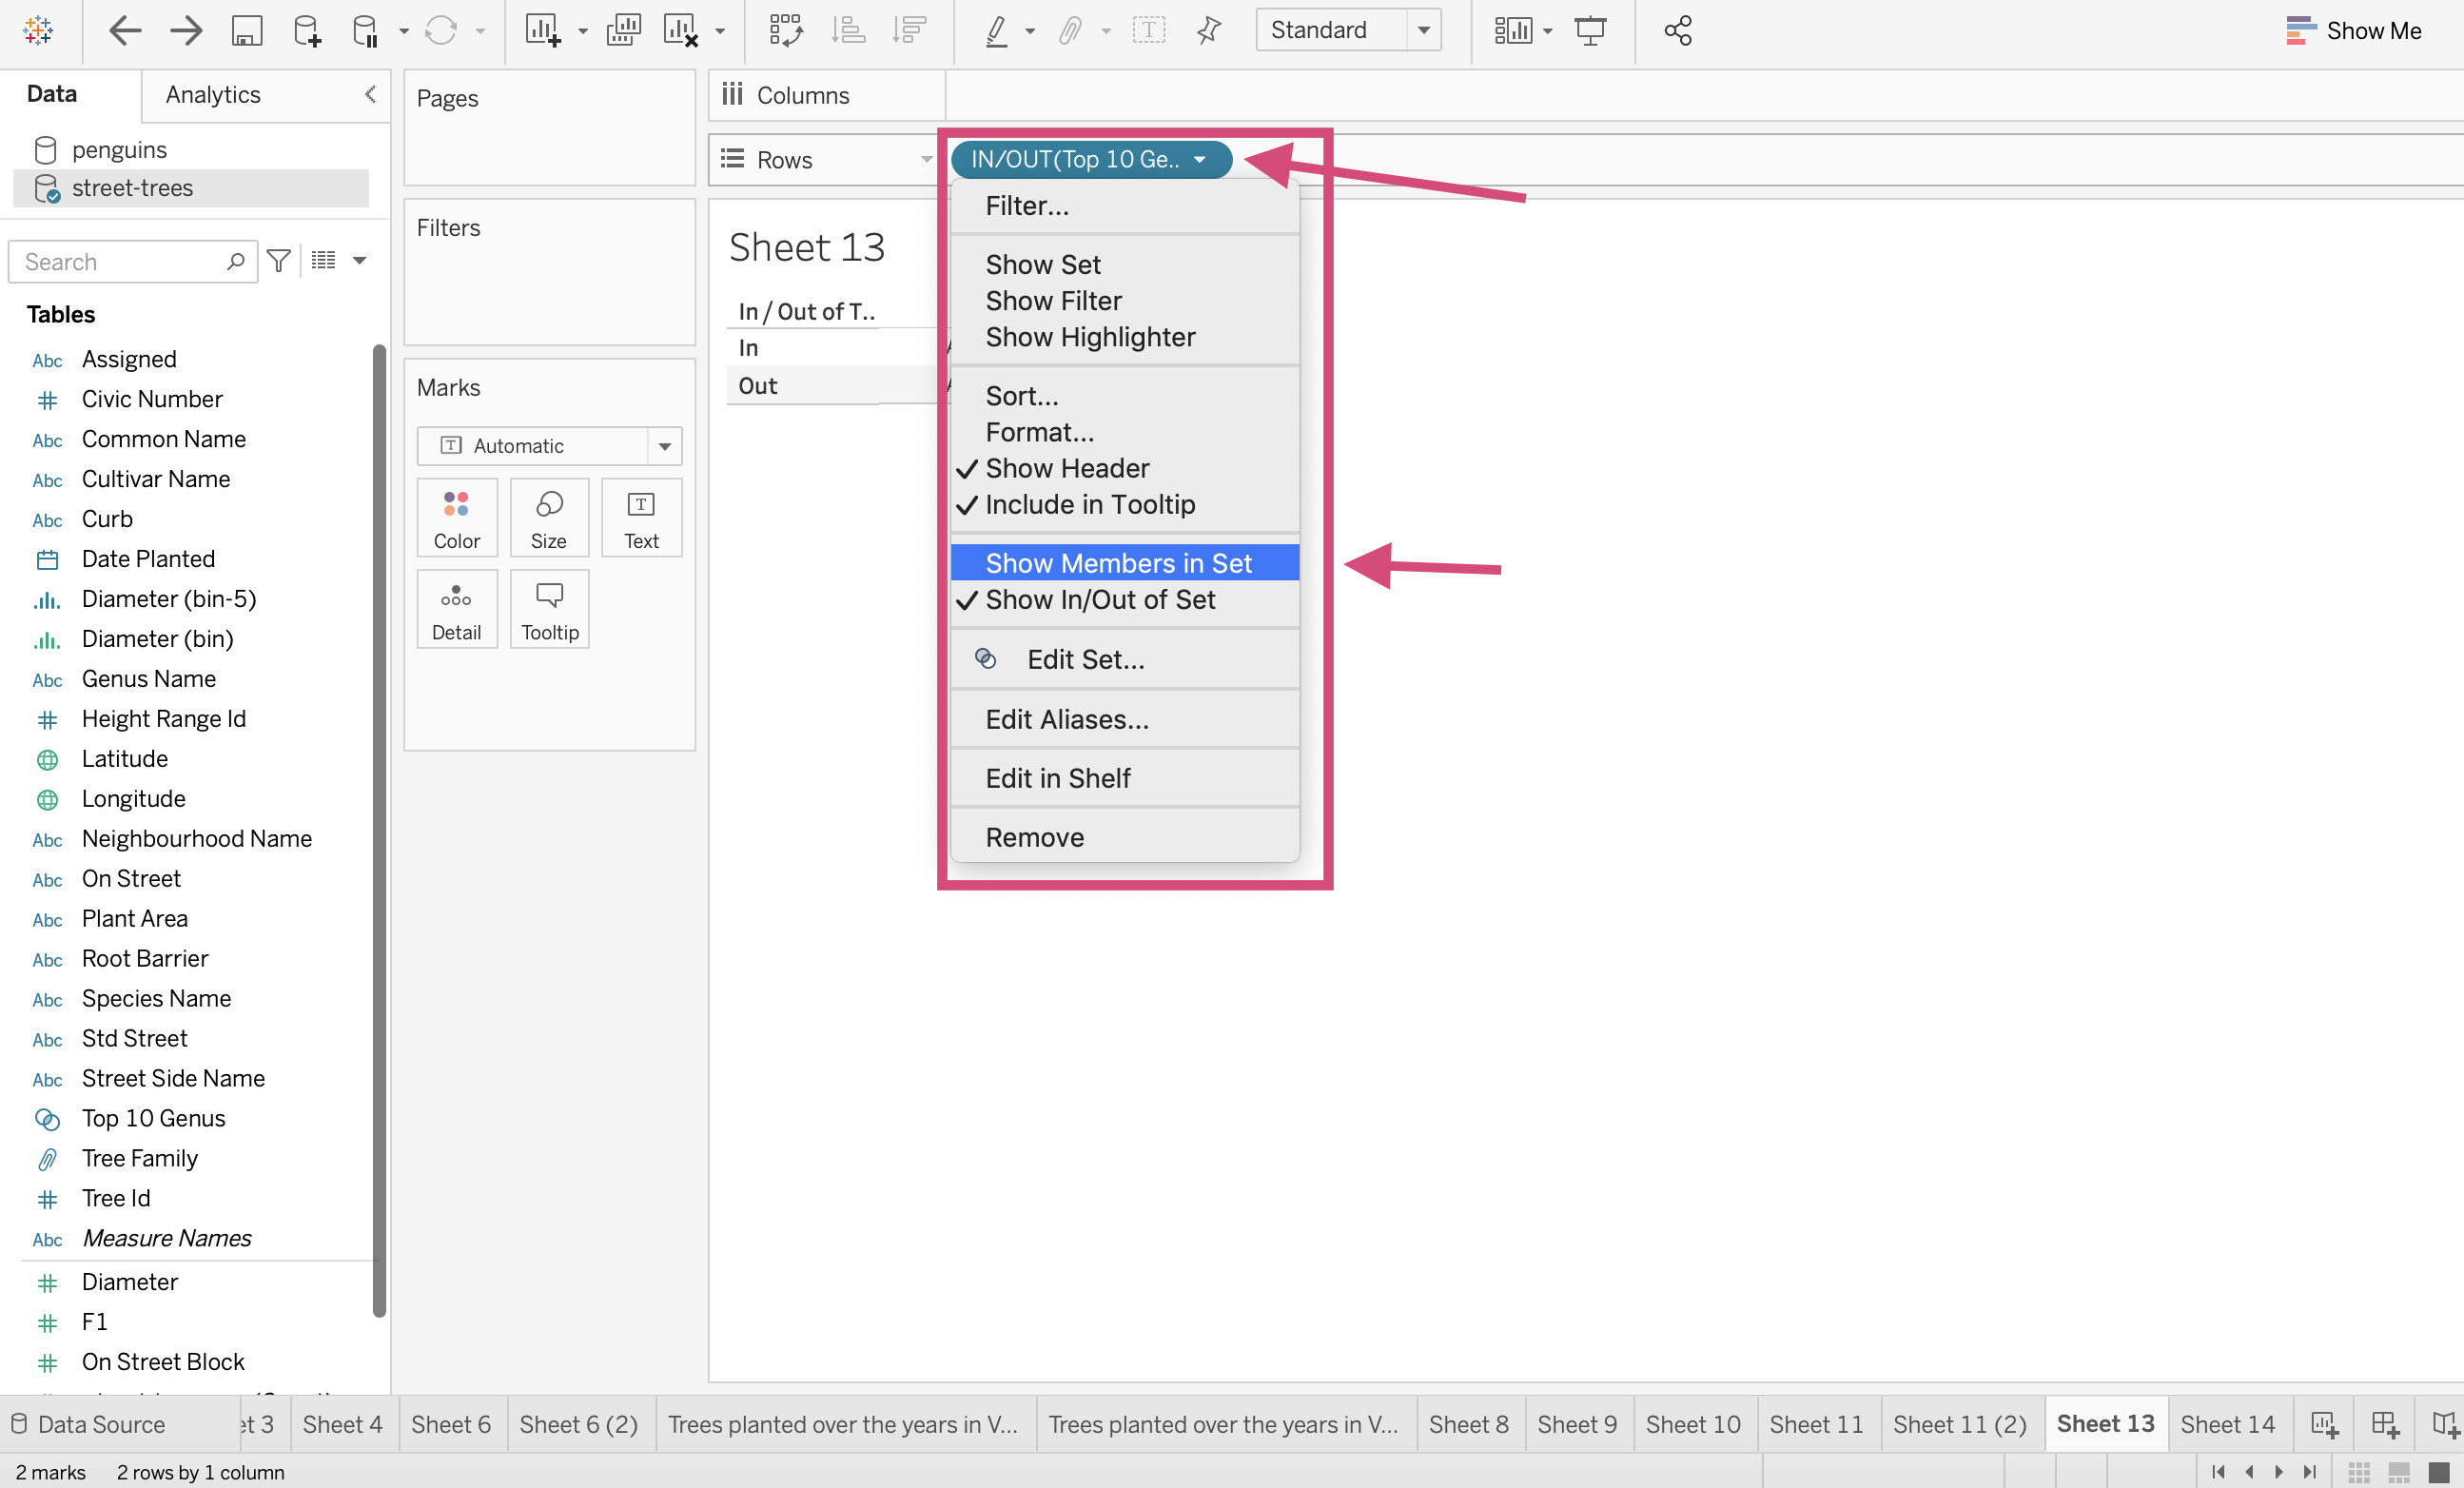 Standard
Show Me
Data
Analytics
penguins
street-trees
Search
Tables
Abc Assigned
Civic Number
Abc Common Name
Abc Cultivar Name
Abc Curb
Date Planted
Diameter (bin-5)
Diameter (bin)
Abc Genus Name
Height Range Id
Latitude
Longitude
Abc Neighbourhood Name
Abc On Street
Abc Plant Area
Abc Root Barrier
Abc Species Name
Abc Std Street
Abc Street Side Name
Top 10 Genus
Tree Family
Tree Id
Abc Measure Names
Diameter
F1
On Street Block
Pages
Filters
Marks
T Automatic
Color
Size
T Text
Detail
Tooltip
Columns
Rows
IN/OUT(Top 10 Ge..
Sheet 13
In / Out of T..
In
Out
Filter...
Show Set
Show Filter
Show Highlighter
Sort...
Format...
✓ Show Header
✓ Include in Tooltip
Show Members in Set
✓ Show In/Out of Set
Edit Set...
Edit Aliases...
Edit in Shelf
Remove
Data Source
Sheet 4
Sheet 6
Sheet 6 (2)
Trees planted over the years in V...
Trees planted over the years in V...
Sheet 8
Sheet 9
Sheet 10
Sheet 11
Sheet 11 (2)
Sheet 13
Sheet 14
2 marks
2 rows by 1 column